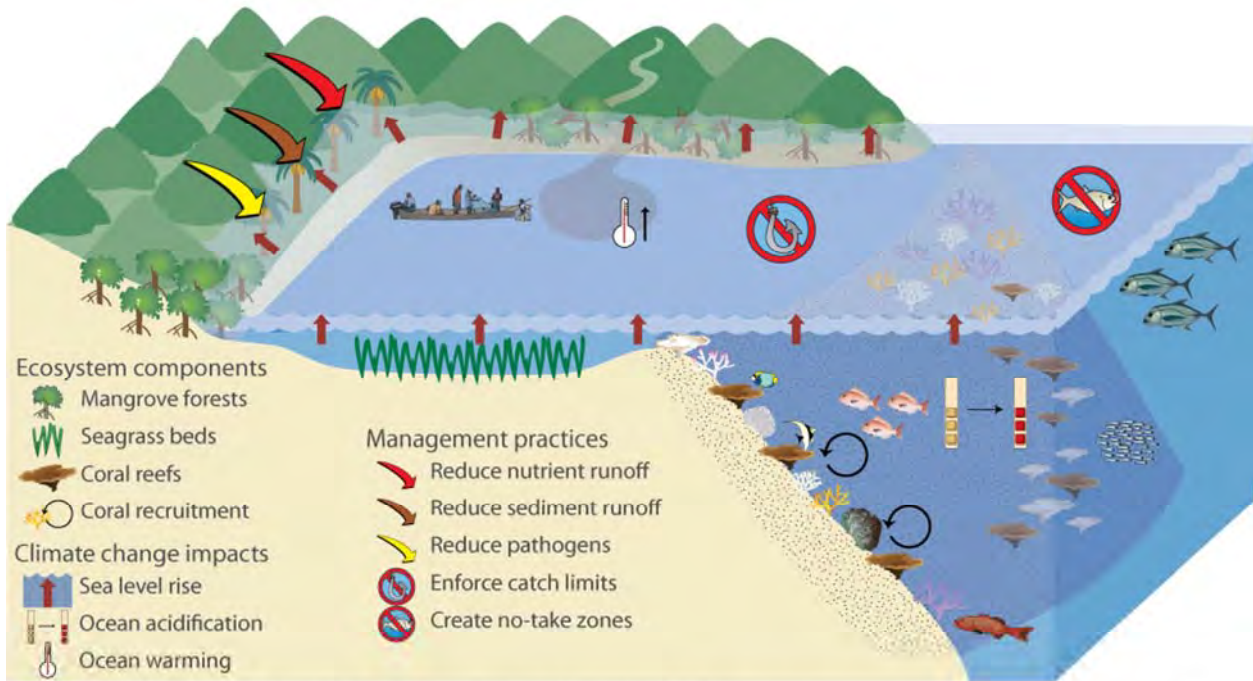 Ecosystem components
Mangrove forests
Seagrass beds
Coral reefs
Coral recruitment
Climate change impacts
Sea level rise
Ocean acidification
Ocean warming
Management practices
Reduce nutrient runoff
Reduce sediment runoff
Reduce pathogens
Enforce catch limits
Create no-take zones